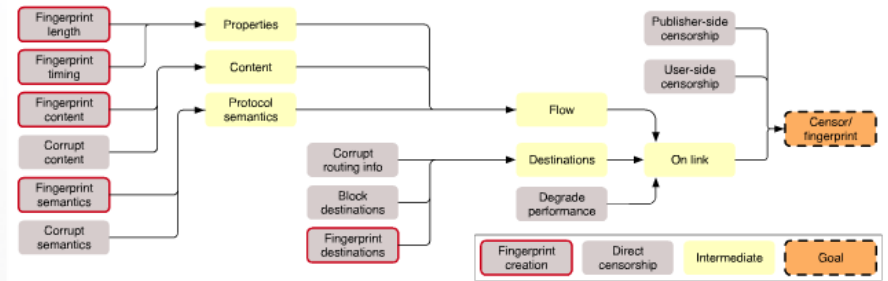 Fingerprint
length
Fingerprint
timing
Fingerprint
content
Corrupt
content
Fingerprint
semantics
Corrupt
semantics
Properties
Content
Protocol
semantics
Corrupt
routing info
Block
destinations
Fingerprint
destinations
Flow
Destinations
Degrade
performance
Publisher-side
censorship
User-side
censorship
On link
Censor/
fingerprint
Fingerprint
creation
Direct
censorship
Intermediate
Goal